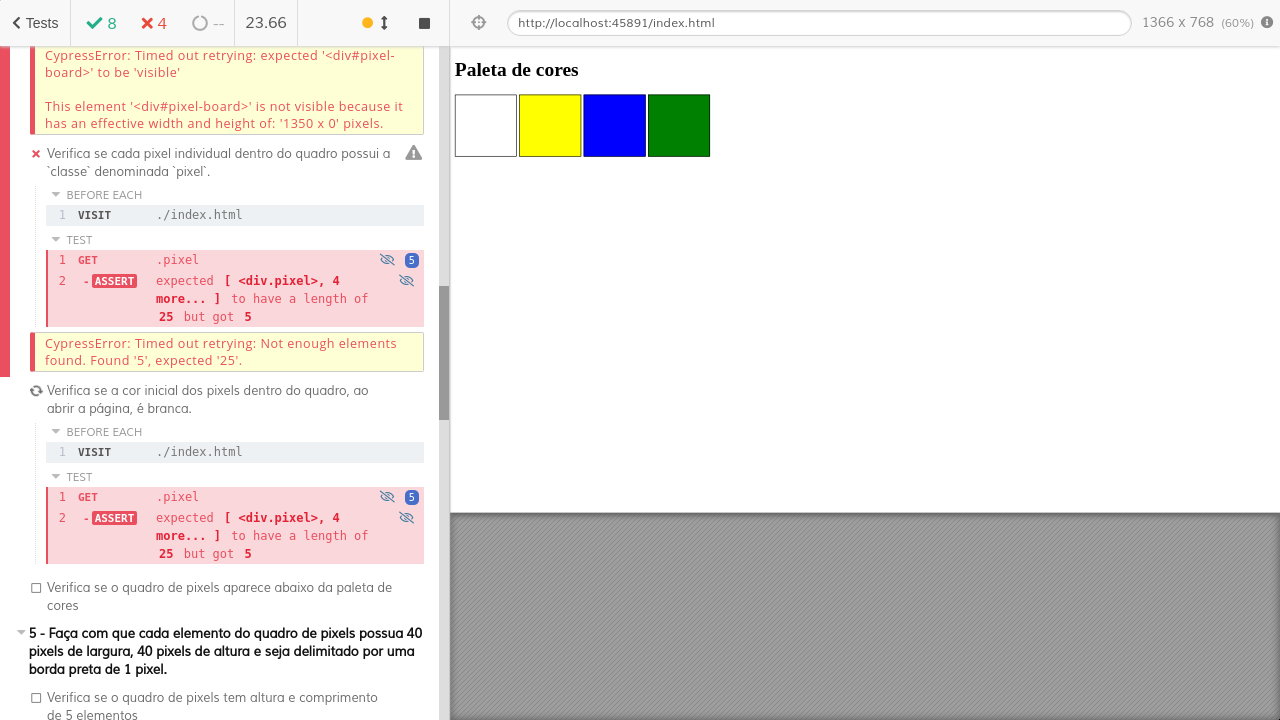 Tests 8 4 -- 23.66
http://localhost:45891/index.html 1366 x 768 (60%)
CypressError: Timed out retrying: expected '<div#pixel-
board>' to be 'visible'
This element '<div#pixel-board>' is not visible because it
has an effective width and height of: '1350 x 0' pixels.
Verifica se cada pixel individual dentro do quadro possui a
`classe` denominada `pixel`.
BEFORE EACH
1 VISIT ./index.html
TEST
1 GET .pixel 5
2 -ASSERT expected [ <div.pixel>, 4
more... ] to have a length of
25 but got 5
CypressError: Timed out retrying: Not enough elements
found. Found '5', expected '25'.
Verifica se a cor inicial dos pixels dentro do quadro, ao
abrir a página, é branca.
BEFORE EACH
1 VISIT ./index.html
TEST
1 GET .pixel 5
2 -ASSERT expected [ <div.pixel>, 4
more... ] to have a length of
25 but got 5
Verifica se o quadro de pixels aparece abaixo da paleta de
cores
5 - Faça com que cada elemento do quadro de pixels possua 40
pixels de largura, 40 pixels de altura e seja delimitado por uma
borda preta de 1 pixel.
Verifica se o quadro de pixels tem altura e comprimento
de 5 elementos
Paleta de cores